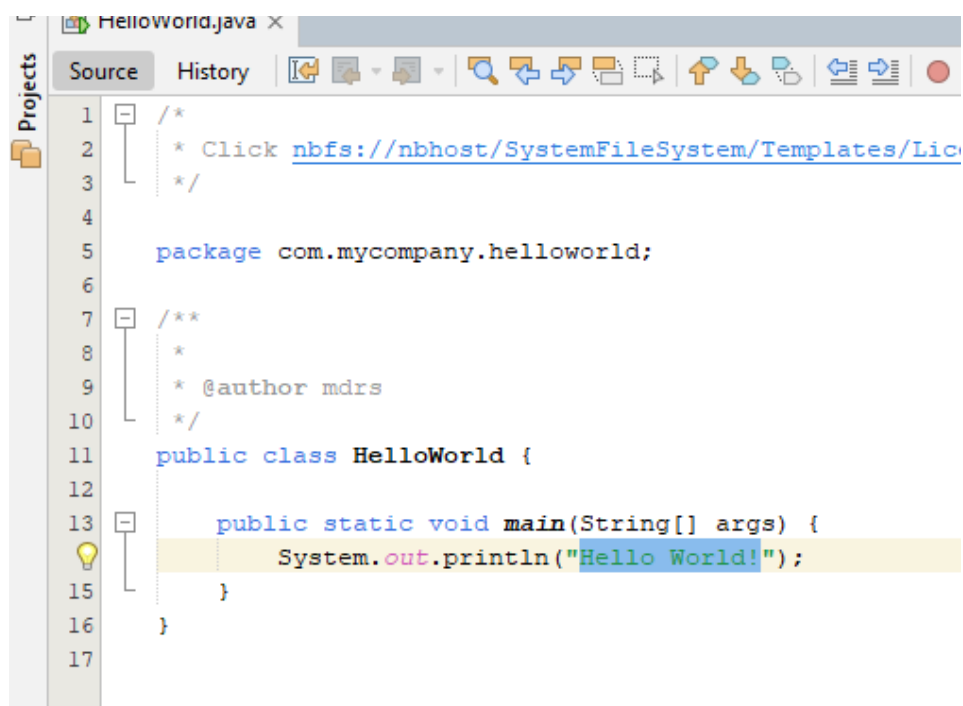 HelloWorld.java ×
Projects
Source History
1 /*
2 * Click nbfs://nbhost/SystemFileSystem/Templates/Lic
3 */
4
5 package com.mycompany.helloworld;
6
7 /**
8 *
9 * @author mdrs
10 */
11 public class HelloWorld {
12
13 public static void main(String[] args) {
System.out.println("Hello World!");
15 }
16 }
17